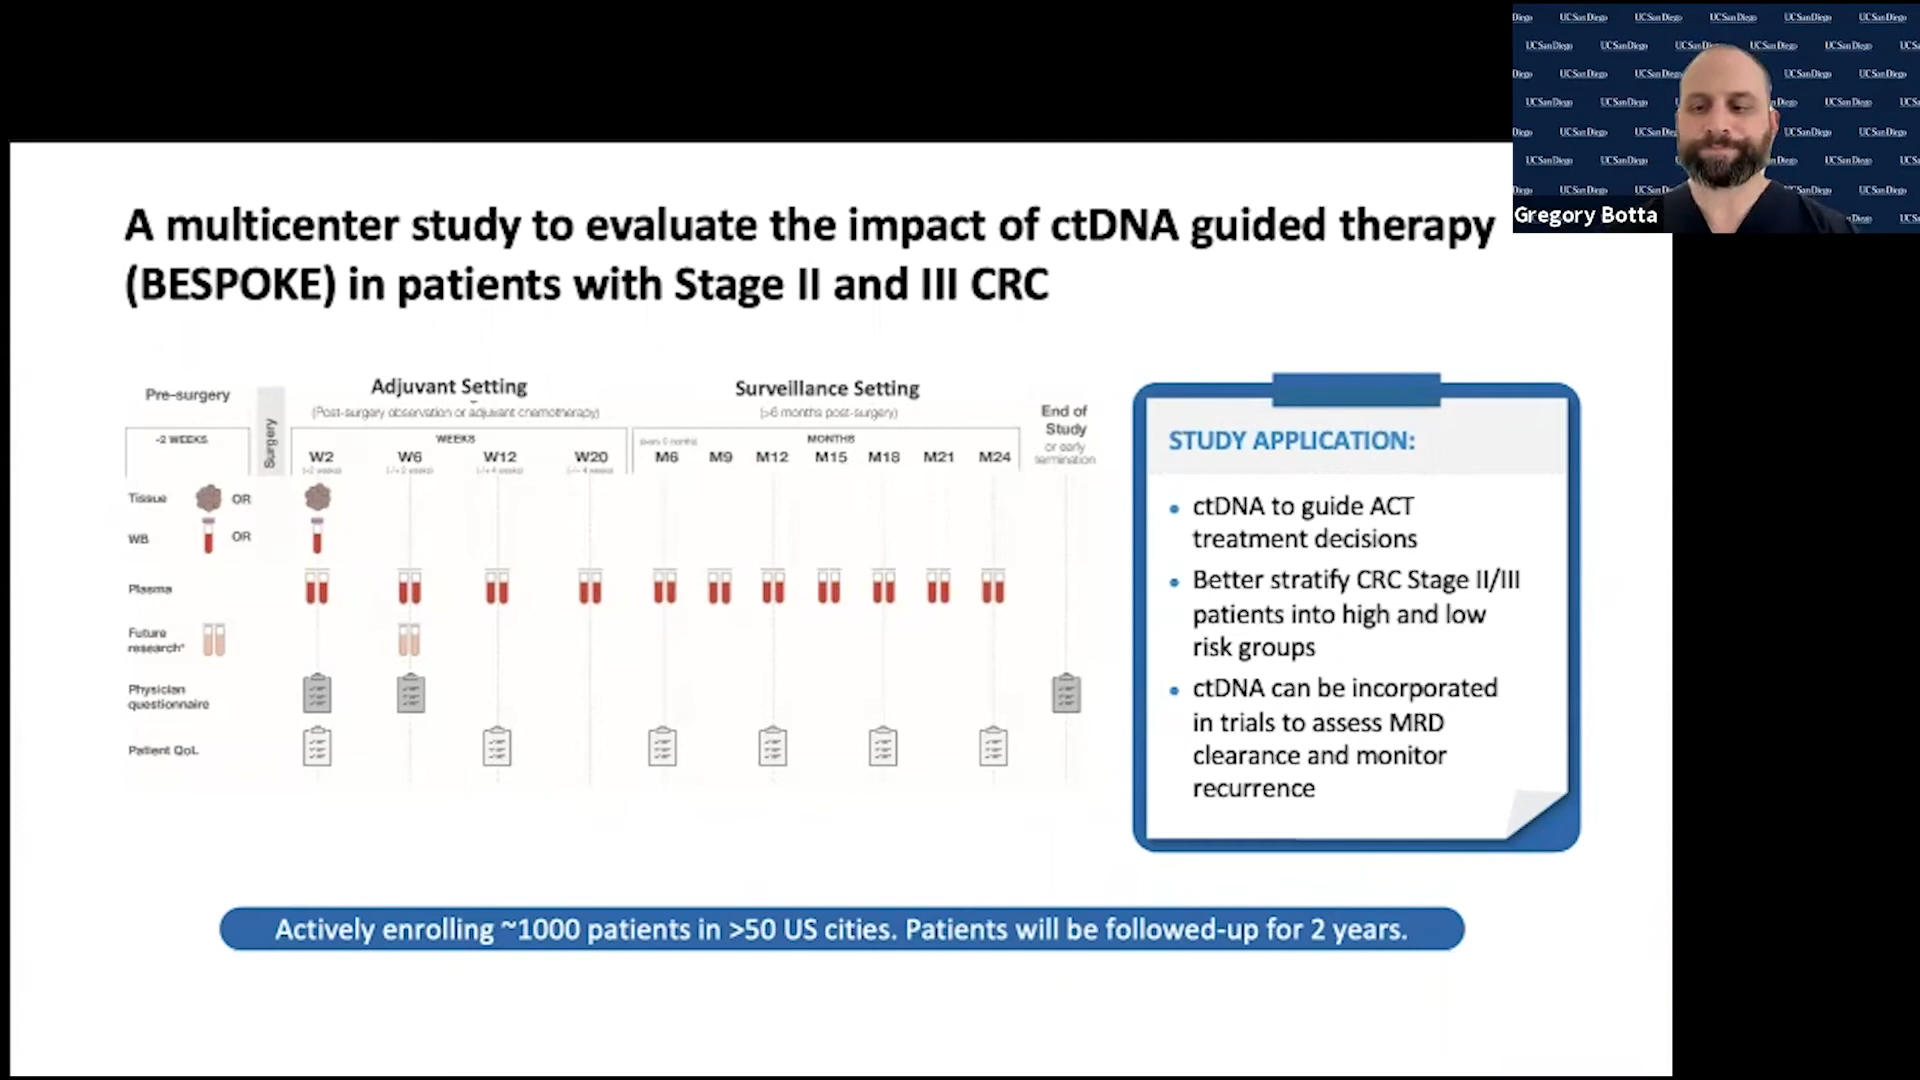 UC San Diego
Gregory Botta
A multicenter study to evaluate the impact of ctDNA guided therapy
(BESPOKE) in patients with Stage II and III CRC
Pre-surgery
Surgery
Adjuvant Setting
(Post-surgery observation or adjuvant chemotherapy)
Surveillance Setting
(>6 months post-surgery)
End of
Study
or early
termination
-2 WEEKS
WEEKS
MONTHS
W2 W6 W12 W20 M6 M9 M12 M15 M18 M21 M24
Tissue OR
WB OR
Plasma
Future
research*
Physician
questionnaire
Patient QoL
STUDY APPLICATION:
• ctDNA to guide ACT
treatment decisions
• Better stratify CRC Stage II/III
patients into high and low
risk groups
• ctDNA can be incorporated
in trials to assess MRD
clearance and monitor
recurrence
Actively enrolling ~1000 patients in >50 US cities. Patients will be followed-up for 2 years.